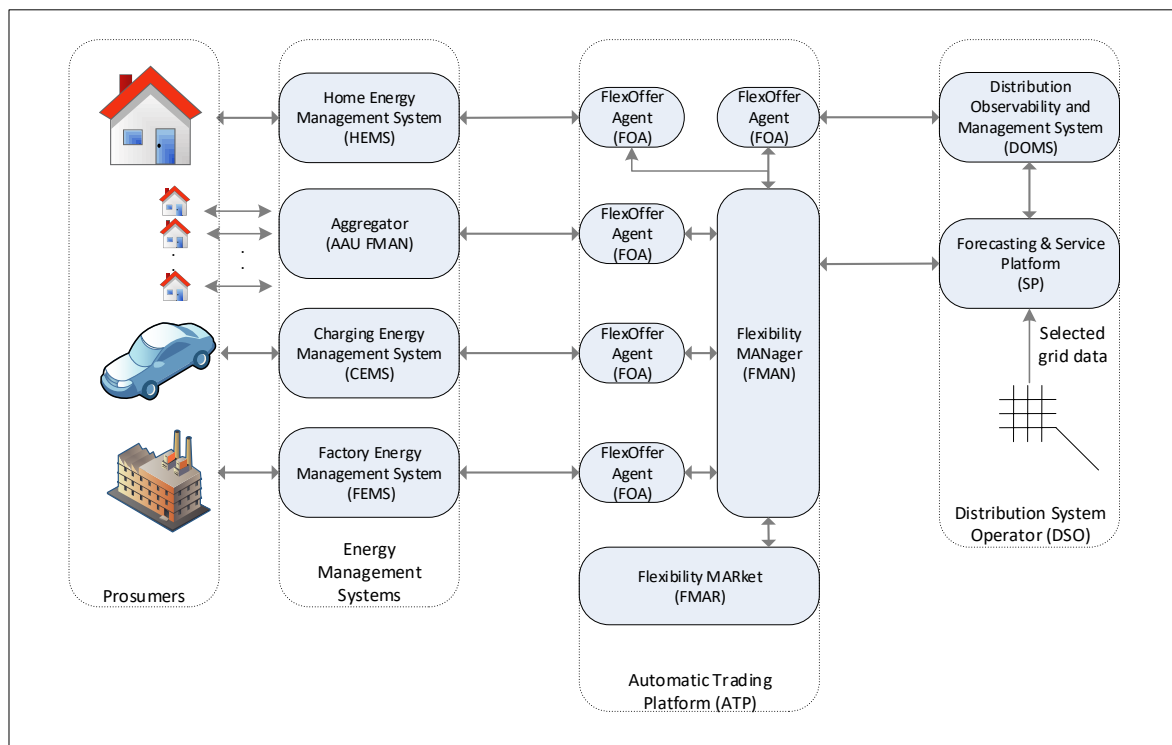 Home Energy
Management System
(HEMS)
FlexOffer
Agent
(FOA)
FlexOffer
Agent
(FOA)
Distribution
Observability and
Management System
(DOMS)
Aggregator
(AAU FMAN)
FlexOffer
Agent
(FOA)
Forecasting & Service
Platform
(SP)
Charging Energy
Management System
(CEMS)
FlexOffer
Agent
(FOA)
Flexibility
MANager
(FMAN)
Selected
grid data
Factory Energy
Management System
(FEMS)
FlexOffer
Agent
(FOA)
Distribution System
Operator (DSO)
Energy
Management
Systems
Prosumers
Flexibility MARket
(FMAR)
Automatic Trading
Platform (ATP)